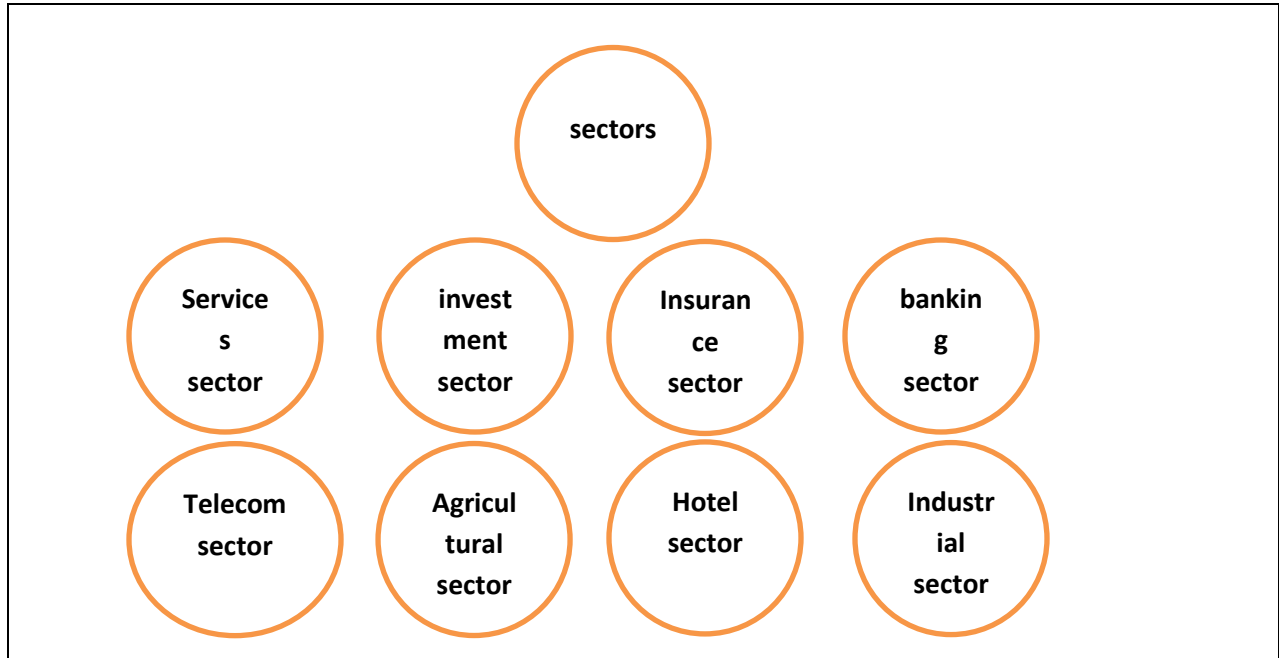 sectors
Service
s
sector
invest
ment
sector
Insuran
ce
sector
bankin
g
sector
Telecom
sector
Agricul
tural
sector
Hotel
sector
Industr
ial
sector